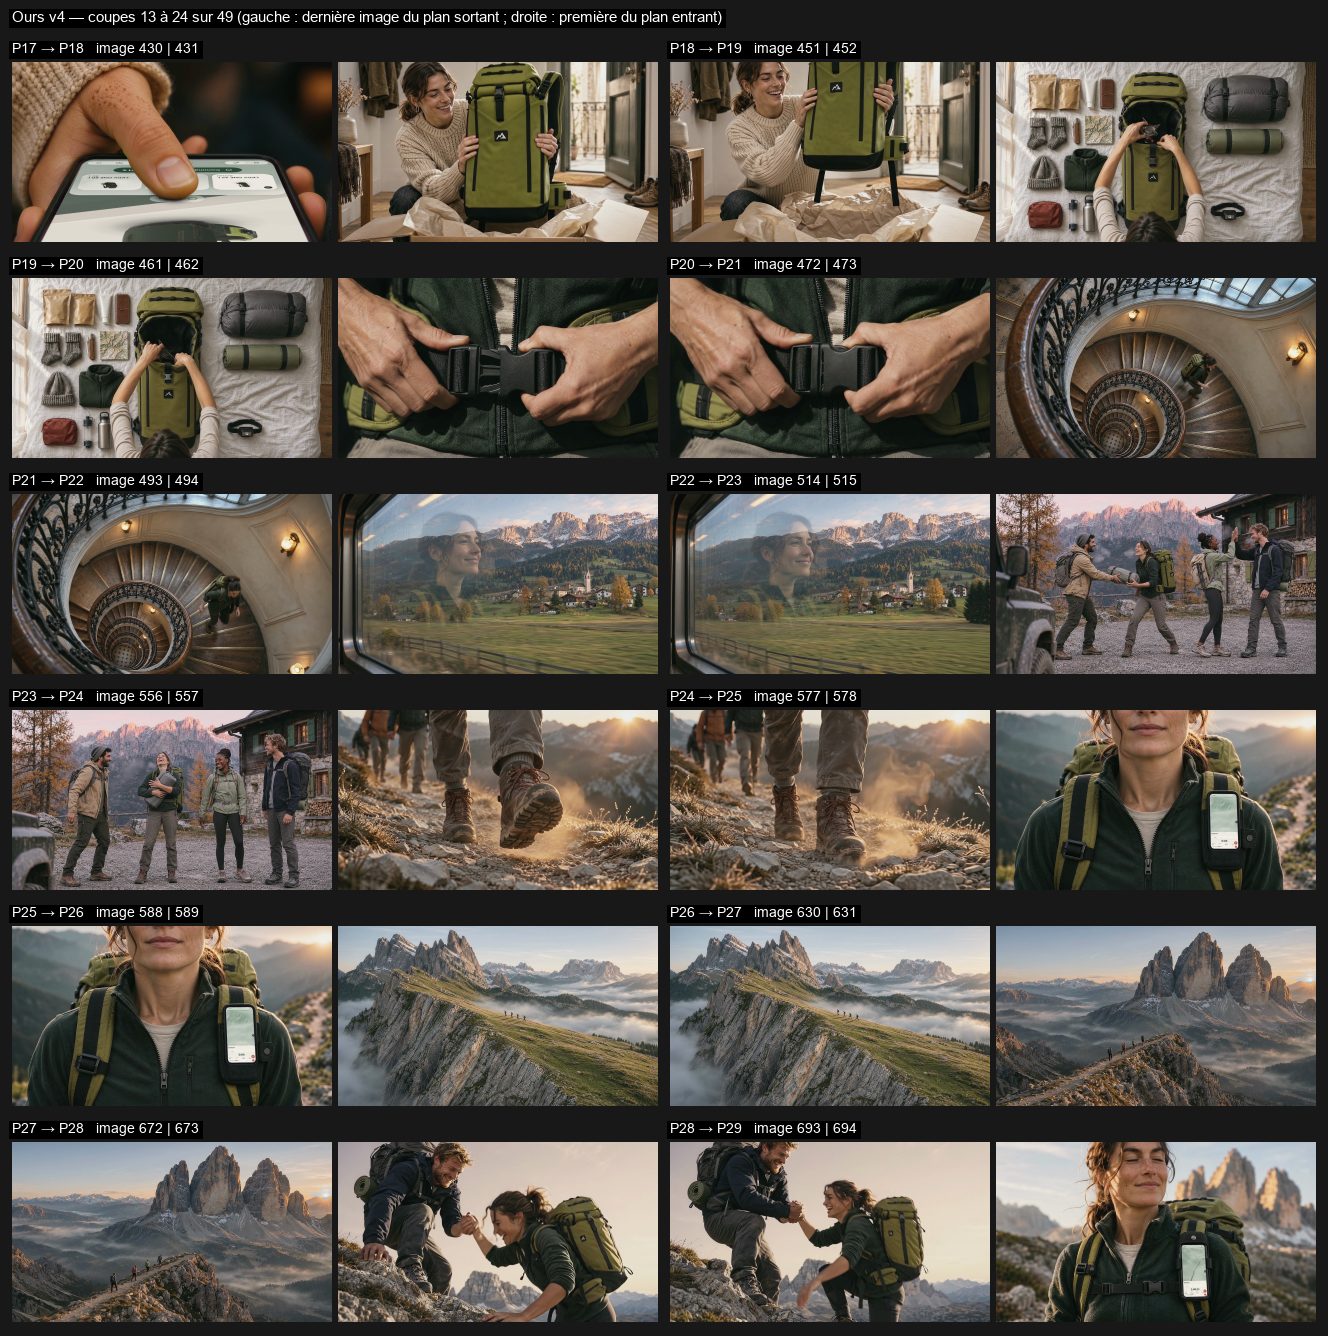 Ours v4 — coupes 13 à 24 sur 49 (gauche : dernière image du plan sortant ; droite : première du plan entrant)
P17 → P18 image 430 | 431
P18 → P19 image 451 | 452
P19 → P20 image 461 | 462
P20 → P21 image 472 | 473
P21 → P22 image 493 | 494
P22 → P23 image 514 | 515
P23 → P24 image 556 | 557
P24 → P25 image 577 | 578
P25 → P26 image 588 | 589
P26 → P27 image 630 | 631
P27 → P28 image 672 | 673
P28 → P29 image 693 | 694